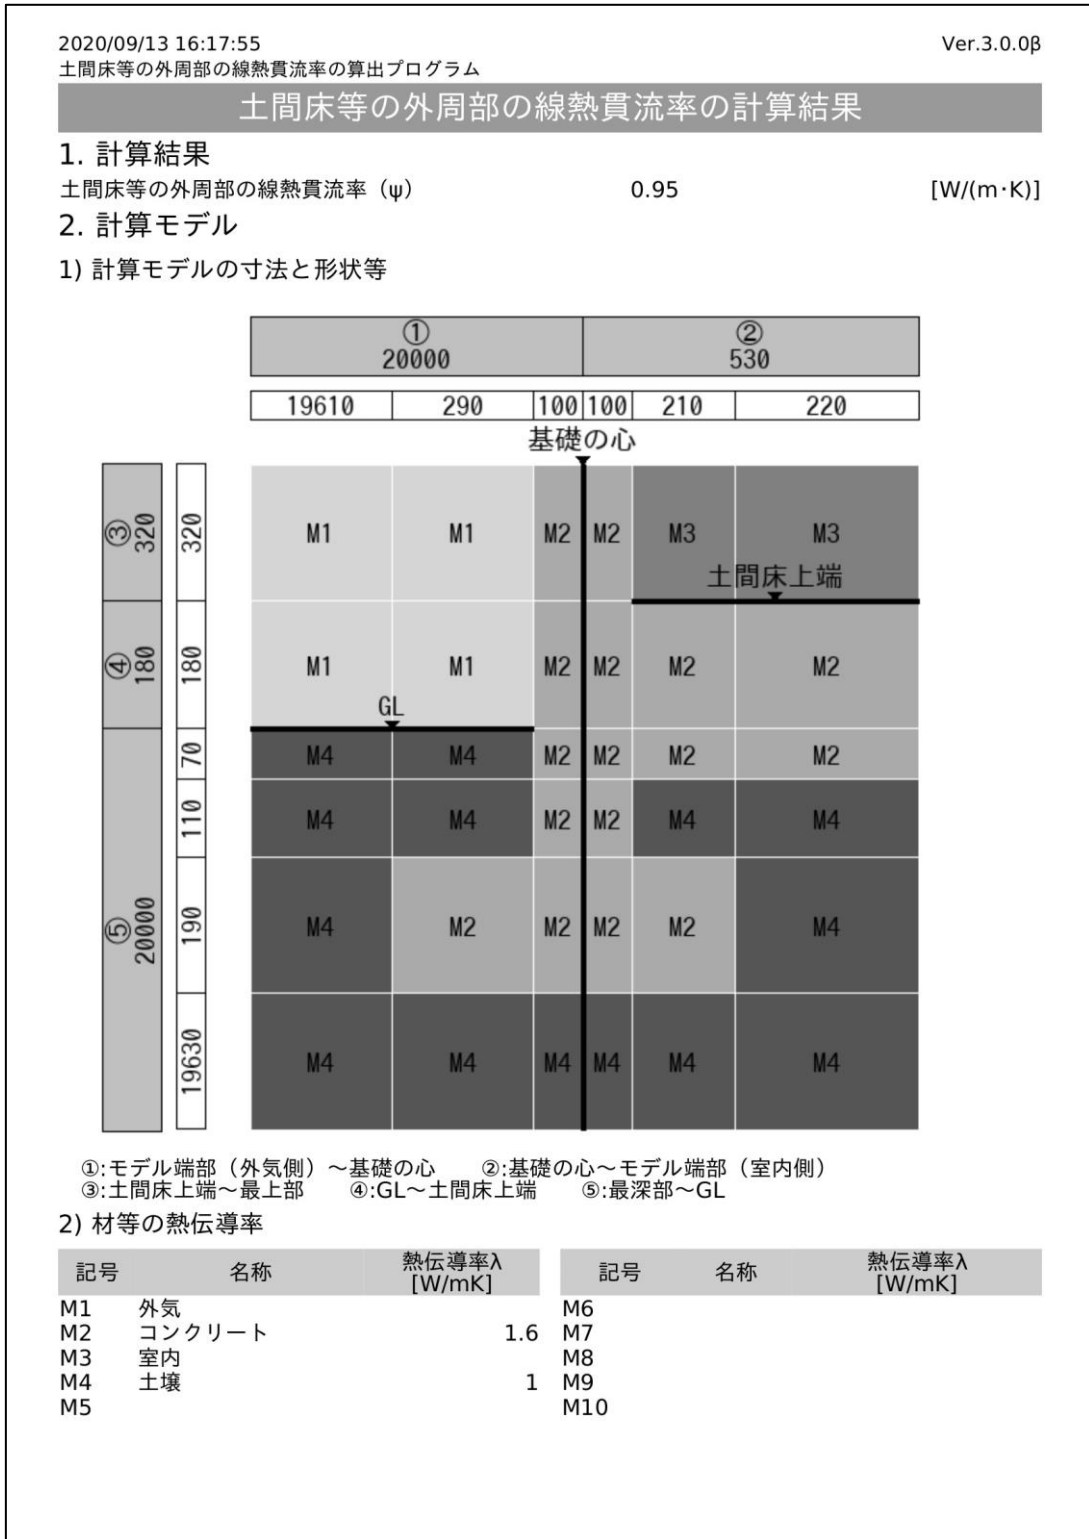 2020/09/13 16:17:55 Ver.3.0.0β
土間床等の外周部の線熱貫流率の算出プログラム
土間床等の外周部の線熱貫流率の計算結果
1. 計算結果
土間床等の外周部の線熱貫流率（ψ） 0.95 [W/(m･K)]
2. 計算モデル
1) 計算モデルの寸法と形状等
① ②
20000 530
19610 290 100 100 210 220
基礎の心
③ 320 320 M1 M1 M2 M2 M3 M3
土間床上端
④ 180 180 M1 M1 M2 M2 M2 M2
GL
70 M4 M4 M2 M2 M2 M2
110 M4 M4 M2 M2 M4 M4
⑤ 20000 190 M4 M2 M2 M2 M2 M4
19630 M4 M4 M4 M4 M4 M4
①:モデル端部（外気側）～基礎の心 ②:基礎の心～モデル端部（室内側）
③:土間床上端～最上部 ④:GL～土間床上端 ⑤:最深部～GL
2) 材等の熱伝導率
記号 名称 熱伝導率λ [W/mK] 記号 名称 熱伝導率λ [W/mK]
M1 外気 M6
M2 コンクリート 1.6 M7
M3 室内 M8
M4 土壌 1 M9
M5 M10